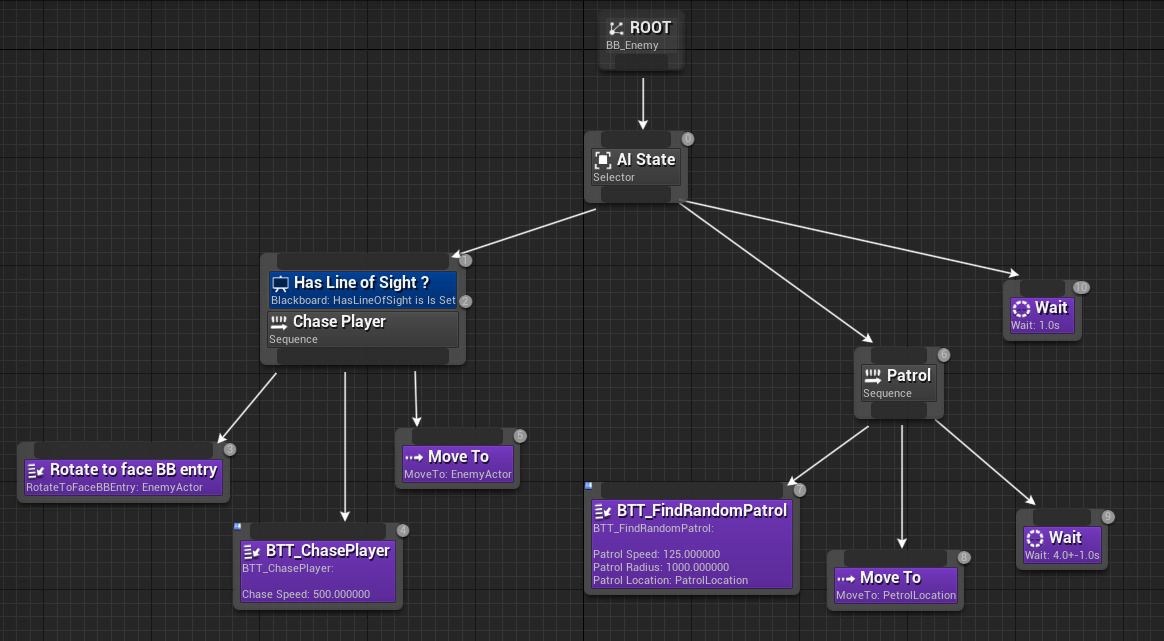 ROOT
BB_Enemy
0
AI State
Selector
1
Has Line of Sight ?
Blackboard: HasLineOfSight is Is Set
2
Chase Player
Sequence
10
Wait
Wait: 1.0s
6
Patrol
Sequence
3
Rotate to face BB entry
RotateToFaceBBEntry: EnemyActor
5
Move To
MoveTo: EnemyActor
4
BTT_ChasePlayer
BTT_ChasePlayer:
Chase Speed: 500.000000
7
BTT_FindRandomPatrol
BTT_FindRandomPatrol:
Patrol Speed: 125.000000
Patrol Radius: 1000.000000
Patrol Location: PatrolLocation
8
Move To
MoveTo: PetrolLocation
9
Wait
Wait: 4.0+-1.0s